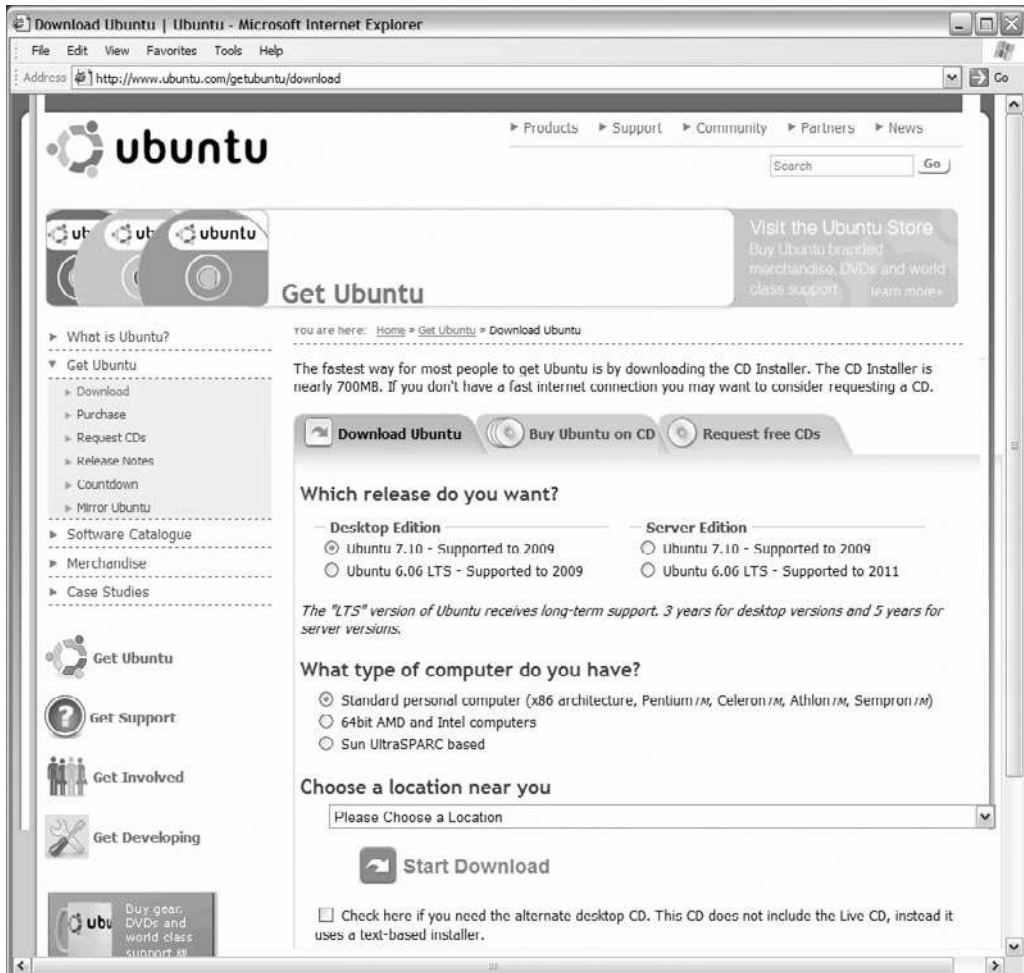 Download Ubuntu | Ubuntu - Microsoft Internet Explorer
File Edit View Favorites Tools Help
Address http://www.ubuntu.com/getubuntu/download Go
ubuntu
Products Support Community Partners News
Search Go
ub ub ubuntu
Get Ubuntu
Visit the Ubuntu Store
Buy Ubuntu branded
merchandise, DVDs and world
class support learn more»
You are here: Home » Get Ubuntu » Download Ubuntu
What is Ubuntu?
Get Ubuntu
Download
Purchase
Request CDs
Release Notes
Countdown
Mirror Ubuntu
Software Catalogue
Merchandise
Case Studies
Get Ubuntu
Get Support
Get Involved
Get Developing
ubu
Buy gear,
DVDs and
world class
support
The fastest way for most people to get Ubuntu is by downloading the CD Installer. The CD Installer is
nearly 700MB. If you don't have a fast internet connection you may want to consider requesting a CD.
Download Ubuntu Buy Ubuntu on CD Request free CDs
Which release do you want?
Desktop Edition
Ubuntu 7.10 - Supported to 2009
Ubuntu 6.06 LTS - Supported to 2009
Server Edition
Ubuntu 7.10 - Supported to 2009
Ubuntu 6.06 LTS - Supported to 2011
The "LTS" version of Ubuntu receives long-term support. 3 years for desktop versions and 5 years for
server versions.
What type of computer do you have?
Standard personal computer (x86 architecture, Pentium™, Celeron™, Athlon™, Sempron™)
64bit AMD and Intel computers
Sun UltraSPARC based
Choose a location near you
Please Choose a Location
Start Download
Check here if you need the alternate desktop CD. This CD does not include the Live CD, instead it
uses a text-based installer.